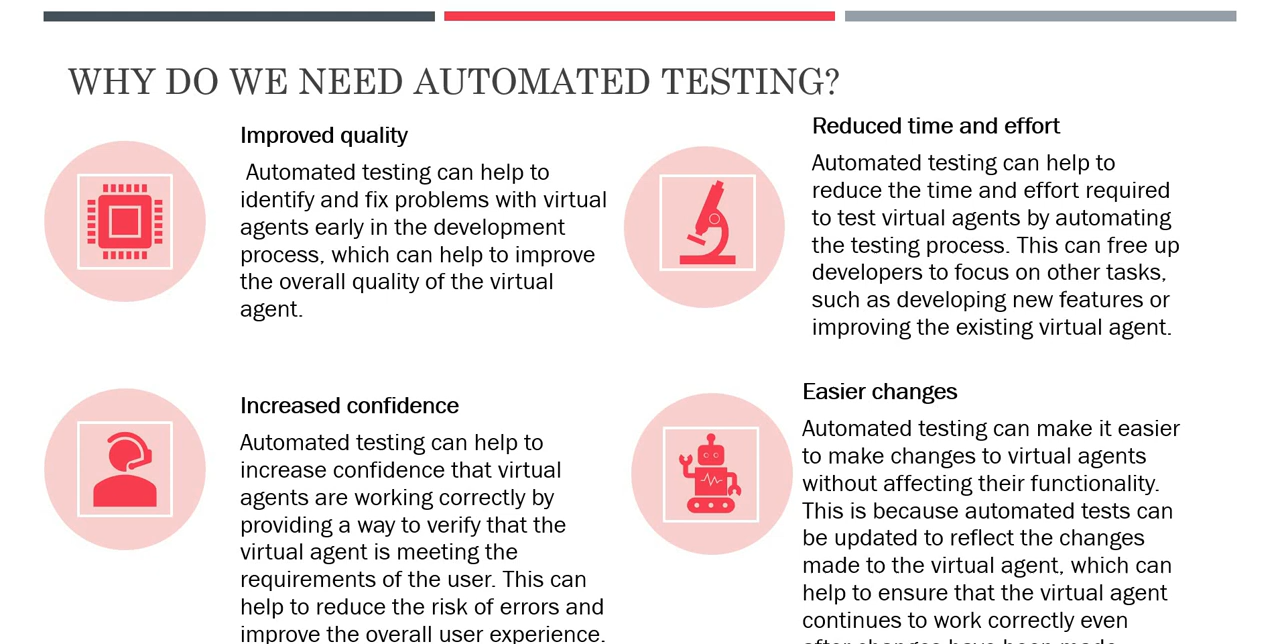 WHY DO WE NEED AUTOMATED TESTING?
Improved quality
Automated testing can help to
identify and fix problems with virtual
agents early in the development
process, which can help to improve
the overall quality of the virtual
agent.
Reduced time and effort
Automated testing can help to
reduce the time and effort required
to test virtual agents by automating
the testing process. This can free up
developers to focus on other tasks,
such as developing new features or
improving the existing virtual agent.
Increased confidence
Automated testing can help to
increase confidence that virtual
agents are working correctly by
providing a way to verify that the
virtual agent is meeting the
requirements of the user. This can
help to reduce the risk of errors and
improve the overall user experience.
Easier changes
Automated testing can make it easier
to make changes to virtual agents
without affecting their functionality.
This is because automated tests can
be updated to reflect the changes
made to the virtual agent, which can
help to ensure that the virtual agent
continues to work correctly even